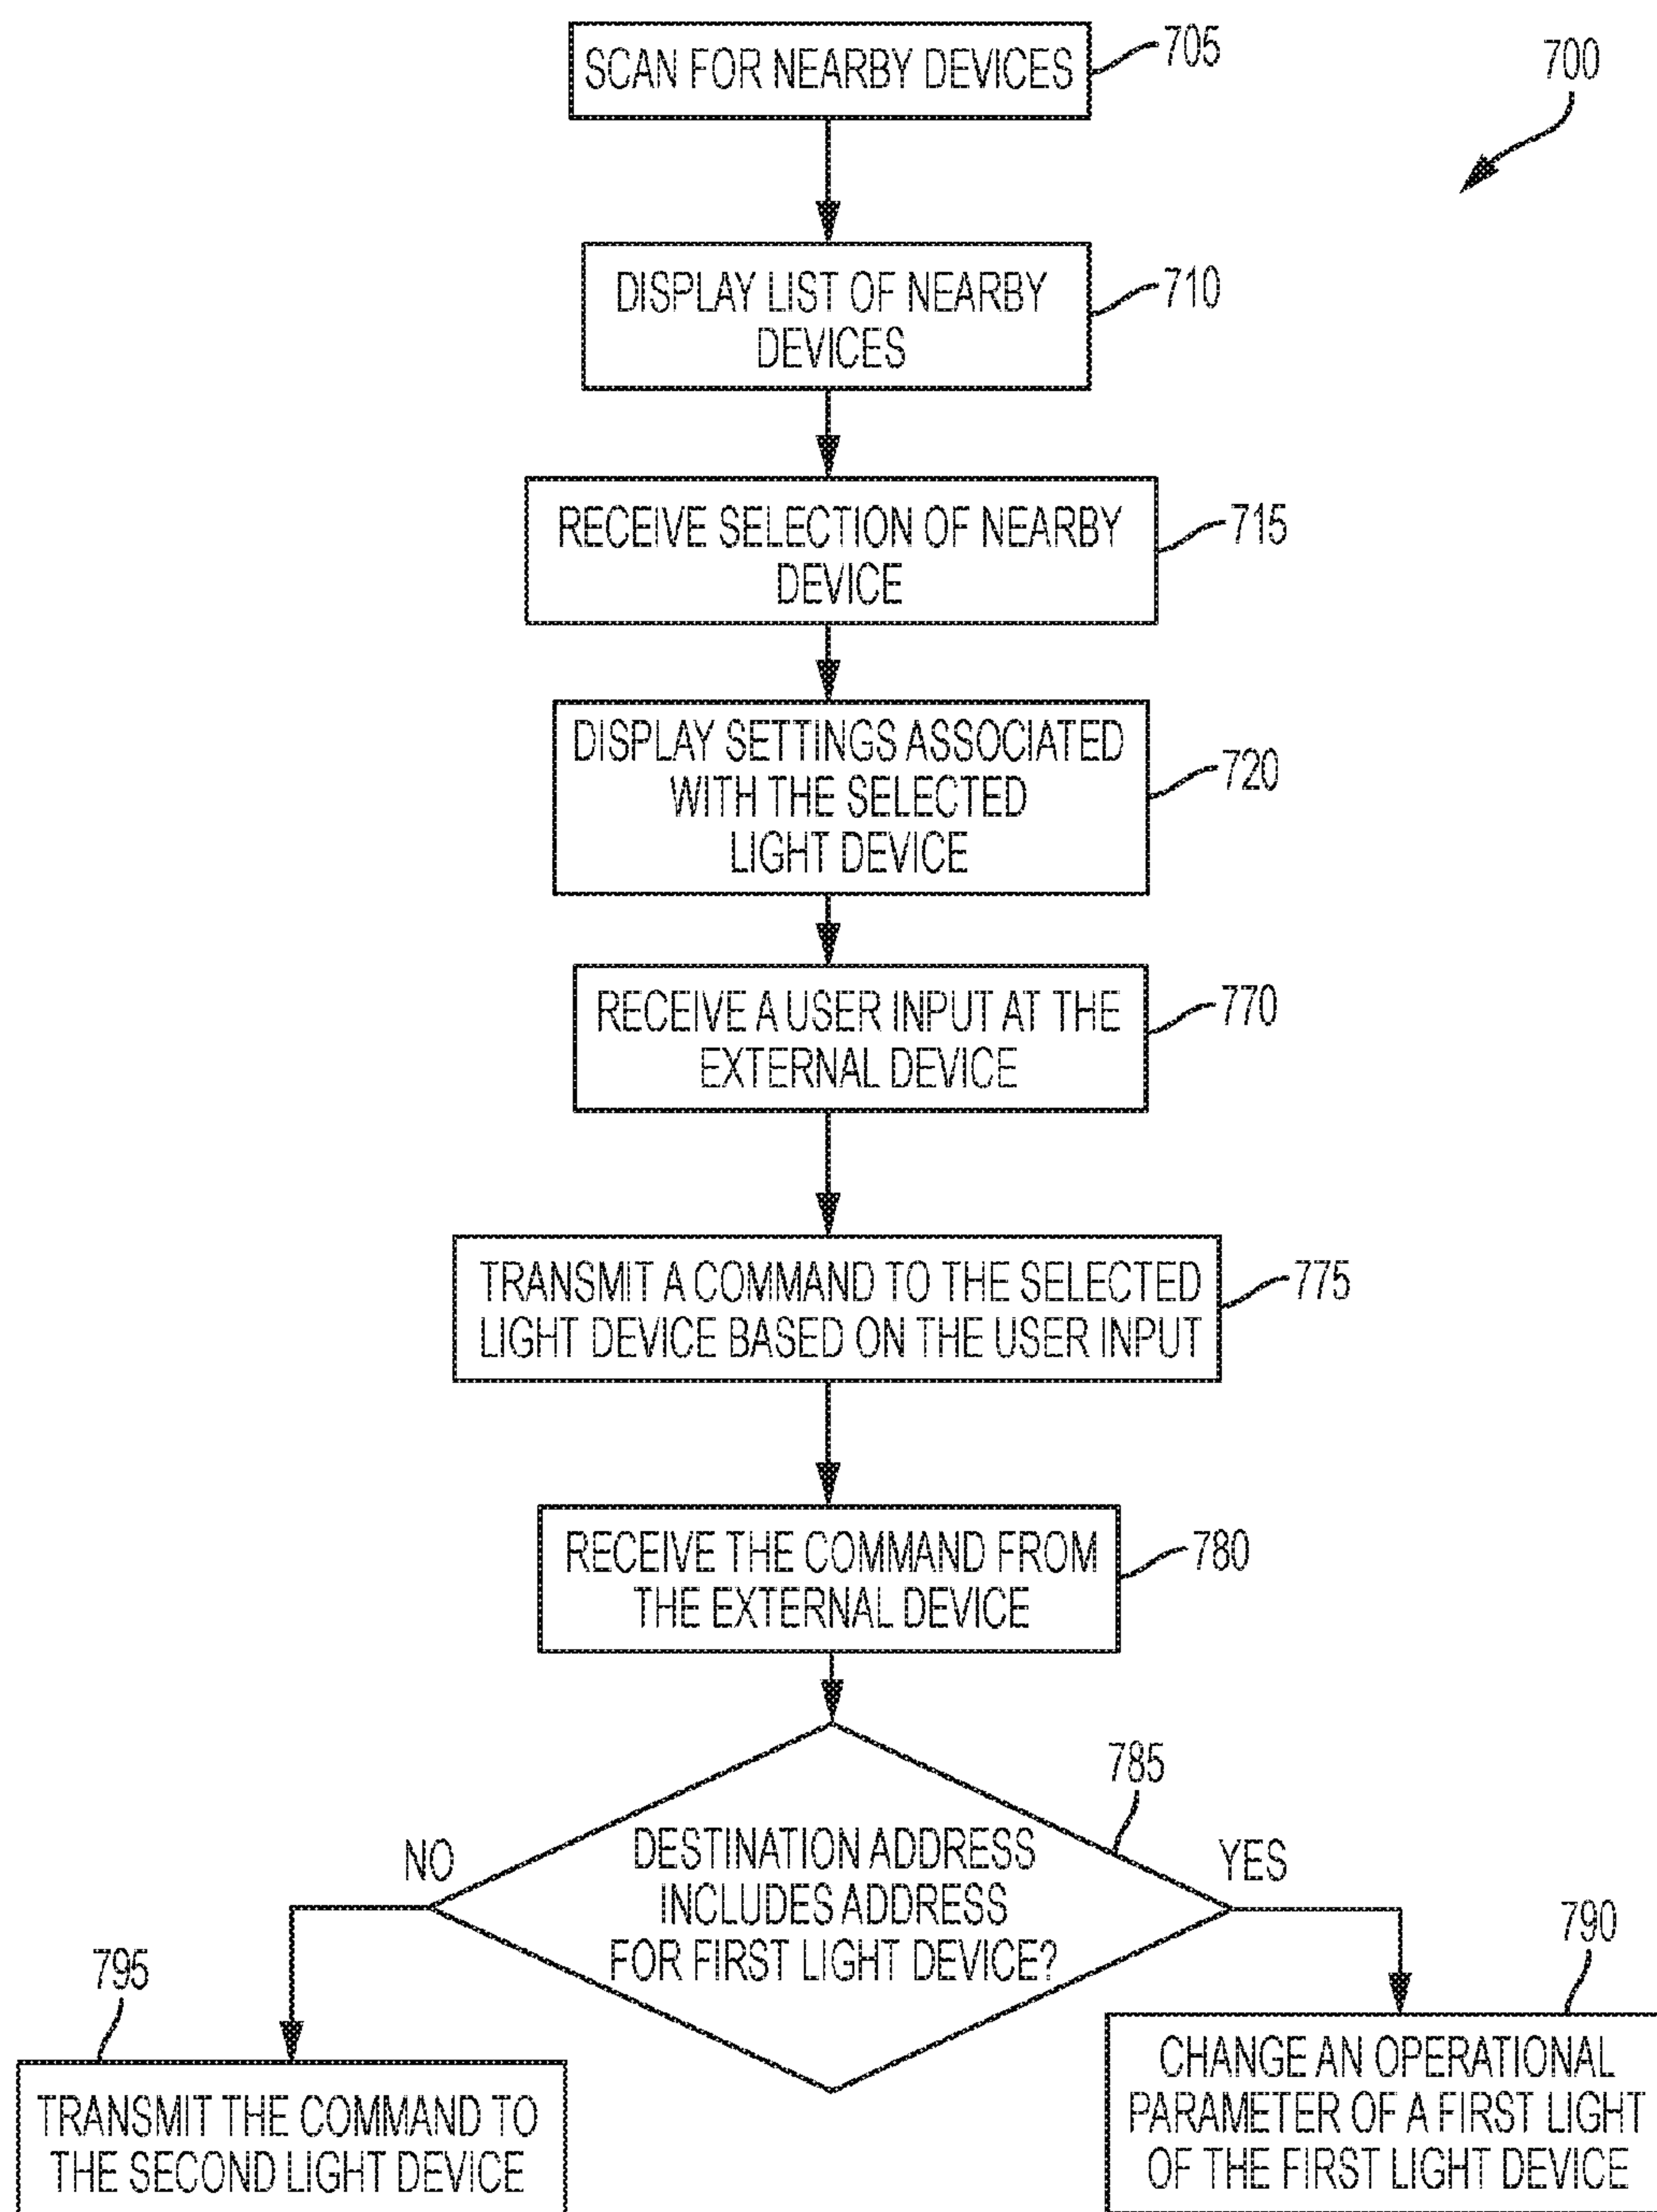 SCAN FOR NEARBY DEVICES
705
700
DISPLAY LIST OF NEARBY
DEVICES
710
RECEIVE SELECTION OF NEARBY
DEVICE
715
DISPLAY SETTINGS ASSOCIATED
WITH THE SELECTED
LIGHT DEVICE
720
RECEIVE A USER INPUT AT THE
EXTERNAL DEVICE
770
TRANSMIT A COMMAND TO THE SELECTED
LIGHT DEVICE BASED ON THE USER INPUT
775
RECEIVE THE COMMAND FROM
THE EXTERNAL DEVICE
780
785
NO
DESTINATION ADDRESS
INCLUDES ADDRESS
FOR FIRST LIGHT DEVICE?
YES
795
TRANSMIT THE COMMAND TO
THE SECOND LIGHT DEVICE
790
CHANGE AN OPERATIONAL
PARAMETER OF A FIRST LIGHT
OF THE FIRST LIGHT DEVICE